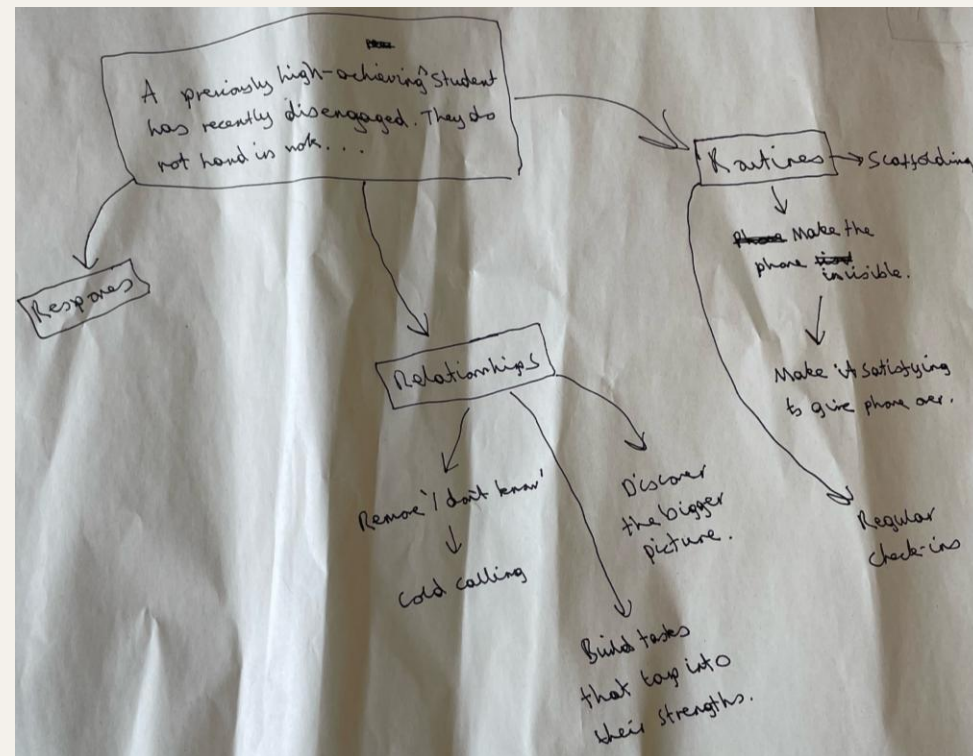 A previously high-achieving student
has recently disengaged. They do
not hand in work...
Routines
Scaffolding
Make the
phone invisible.
Make it satisfying
to give phone over.
Regular
check-ins
Responses
Relationships
Remove 'I don't know'
Cold calling
Discover
the bigger
picture.
Build tasks
that tap into
their strengths.